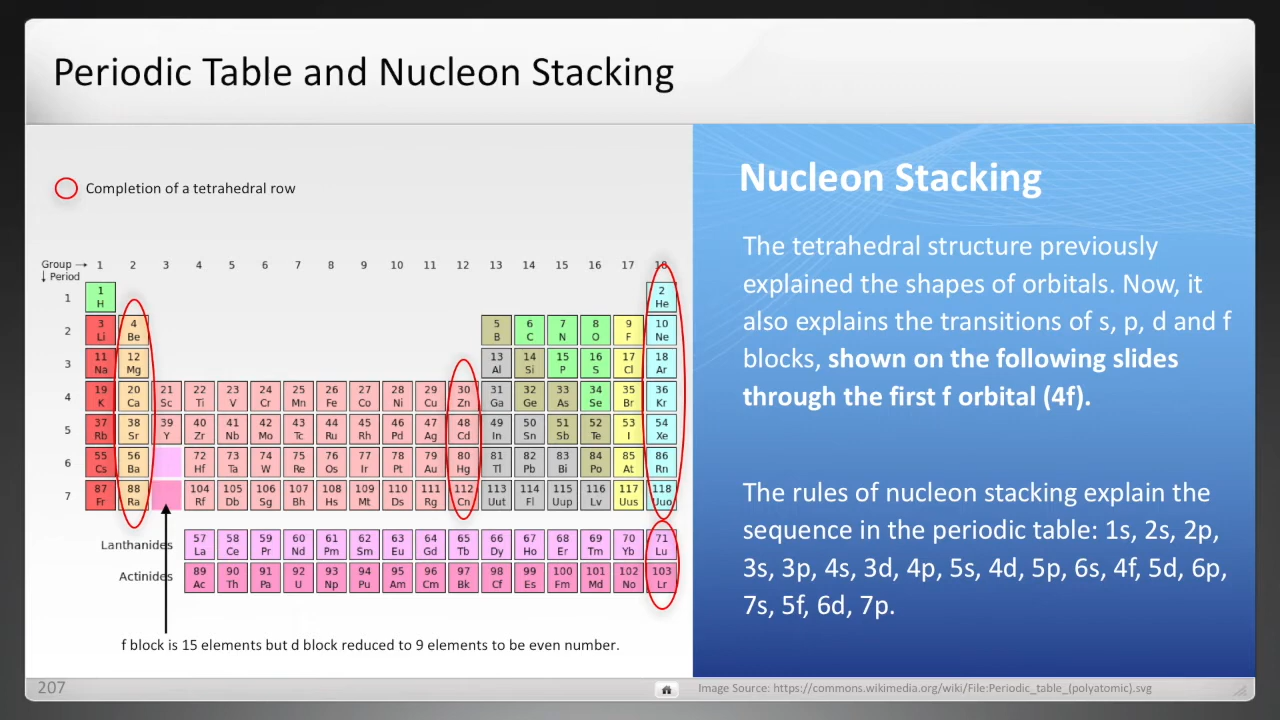 Periodic Table and Nucleon Stacking
Completion of a tetrahedral row
Group → 1 2 3 4 5 6 7 8 9 10 11 12 13 14 15 16 17 18
↓ Period
1 1 H 2 He
2 3 Li 4 Be 5 B 6 C 7 N 8 O 9 F 10 Ne
3 11 Na 12 Mg 13 Al 14 Si 15 P 16 S 17 Cl 18 Ar
4 19 K 20 Ca 21 Sc 22 Ti 23 V 24 Cr 25 Mn 26 Fe 27 Co 28 Ni 29 Cu 30 Zn 31 Ga 32 Ge 33 As 34 Se 35 Br 36 Kr
5 37 Rb 38 Sr 39 Y 40 Zr 41 Nb 42 Mo 43 Tc 44 Ru 45 Rh 46 Pd 47 Ag 48 Cd 49 In 50 Sn 51 Sb 52 Te 53 I 54 Xe
6 55 Cs 56 Ba 72 Hf 73 Ta 74 W 75 Re 76 Os 77 Ir 78 Pt 79 Au 80 Hg 81 Tl 82 Pb 83 Bi 84 Po 85 At 86 Rn
7 87 Fr 88 Ra 104 Rf 105 Db 106 Sg 107 Bh 108 Hs 109 Mt 110 Ds 111 Rg 112 Cn 113 Uut 114 Fl 115 Uup 116 Lv 117 Uus 118 Uuo
Lanthanides 57 La 58 Ce 59 Pr 60 Nd 61 Pm 62 Sm 63 Eu 64 Gd 65 Tb 66 Dy 67 Ho 68 Er 69 Tm 70 Yb 71 Lu
Actinides 89 Ac 90 Th 91 Pa 92 U 93 Np 94 Pu 95 Am 96 Cm 97 Bk 98 Cf 99 Es 100 Fm 101 Md 102 No 103 Lr
f block is 15 elements but d block reduced to 9 elements to be even number.
Nucleon Stacking
The tetrahedral structure previously
explained the shapes of orbitals. Now, it
also explains the transitions of s, p, d and f
blocks, shown on the following slides
through the first f orbital (4f).
The rules of nucleon stacking explain the
sequence in the periodic table: 1s, 2s, 2p,
3s, 3p, 4s, 3d, 4p, 5s, 4d, 5p, 6s, 4f, 5d, 6p,
7s, 5f, 6d, 7p.
207
Image Source: https://commons.wikimedia.org/wiki/File:Periodic_table_(polyatomic).svg